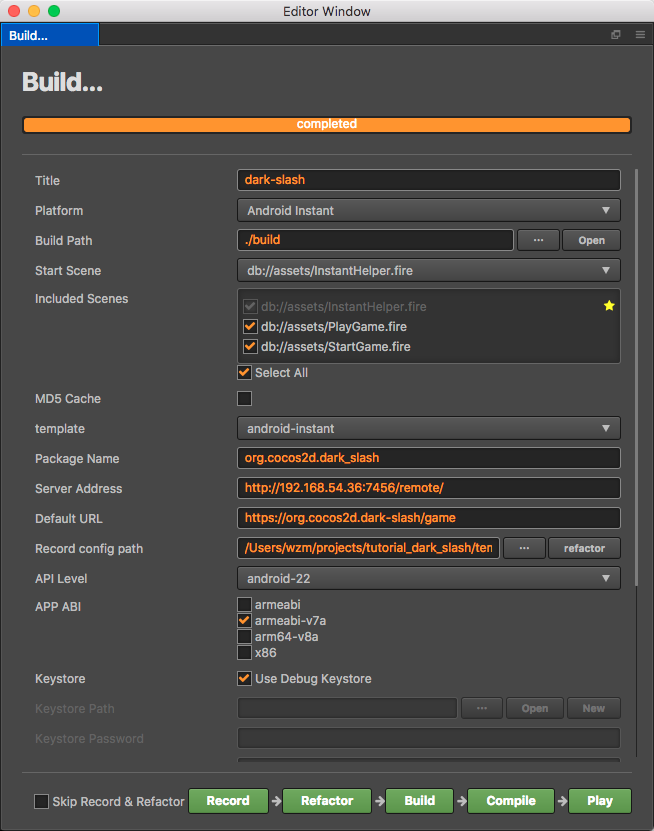 Editor Window
Build...
Build...
completed
Title dark-slash
Platform Android Instant
Build Path ./build ... Open
Start Scene db://assets/InstantHelper.fire
Included Scenes db://assets/InstantHelper.fire
db://assets/PlayGame.fire
db://assets/StartGame.fire
Select All
MD5 Cache
template android-instant
Package Name org.cocos2d.dark_slash
Server Address http://192.168.54.36:7456/remote/
Default URL https://org.cocos2d.dark-slash/game
Record config path /Users/wzm/projects/tutorial_dark_slash/ten ... refactor
API Level android-22
APP ABI armeabi
armeabi-v7a
arm64-v8a
x86
Keystore Use Debug Keystore
Keystore Path ... Open New
Keystore Password
Skip Record & Refactor Record Refactor Build Compile Play